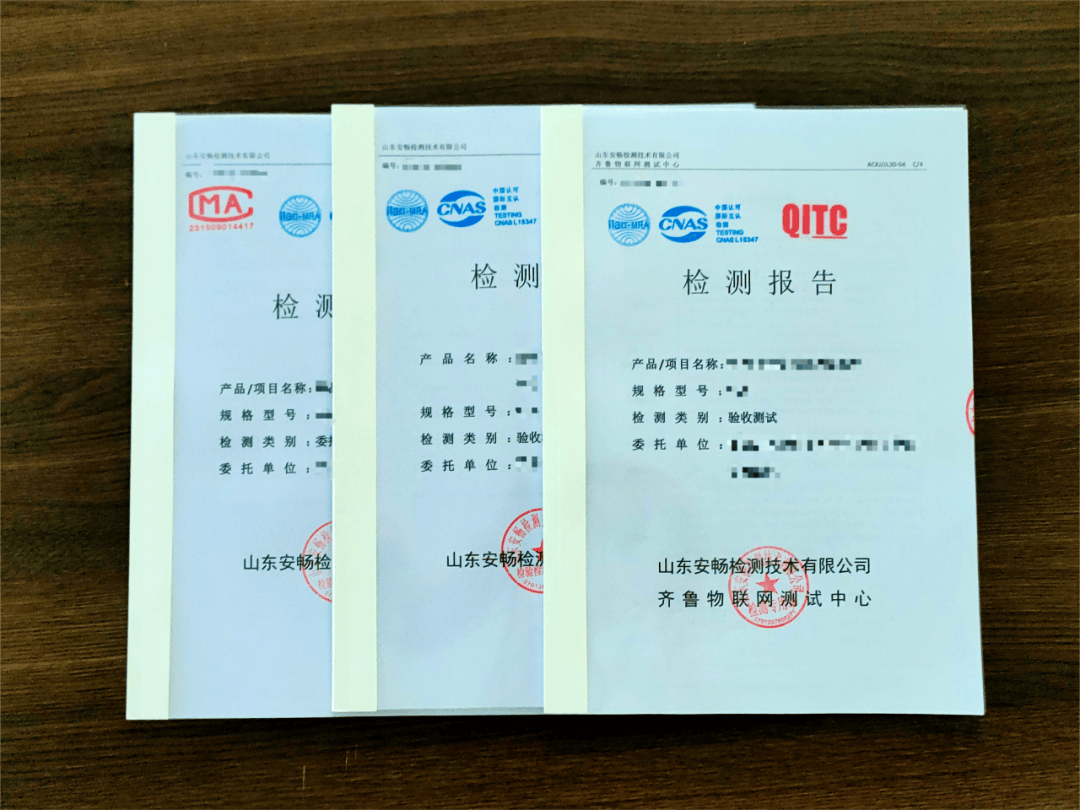 山东安畅检测技术有限公司
编号:
MA
231509014417
ilac-MRA
检 测
产品/项目名称:
规 格 型 号 :
检 测 类 别 :委托
委 托 单 位 :
山东安畅检
山东安畅检测技术有限公司
编号:
ilac-MRA
CNAS
中国认可
国际互认
检测
TESTING
CNAS L15347
检 测
产 品 名 称 :
规 格 型 号 :
检 测 类 别 :验收
委 托 单 位 :
山东安畅检测
山东安畅检测技术有限公司
齐鲁物联网测试中心
ACKJ/JL30-04 C/4
编号:
ilac-MRA
CNAS
中国认可
国际互认
检测
TESTING
CNAS L15347
QITC
检 测 报 告
产品/项目名称:
规 格 型 号 :
检 测 类 别 :验收测试
委 托 单 位 :
山东安畅检测技术有限公司
齐 鲁 物 联 网 测 试 中 心